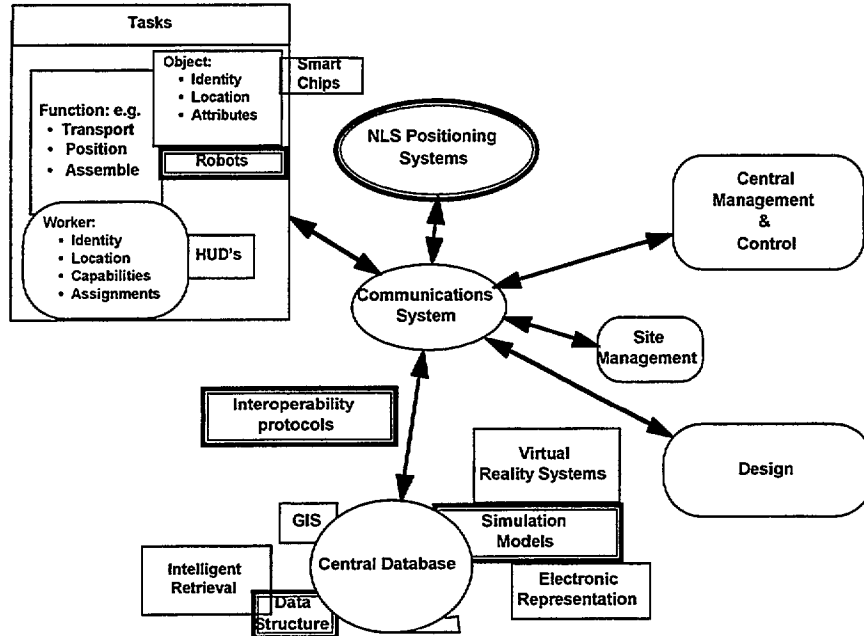 Tasks
Object:
• Identity
• Location
• Attributes
Smart
Chips
Function: e.g.
• Transport
• Position
• Assemble
Robots
Worker:
• Identity
• Location
• Capabilities
• Assignments
HUD's
NLS Positioning
Systems
Central
Management
&
Control
Communications
System
Site
Management
Interoperability
protocols
Design
Virtual
Reality Systems
GIS
Simulation
Models
Central Database
Intelligent
Retrieval
Electronic
Representation
Data
Structure